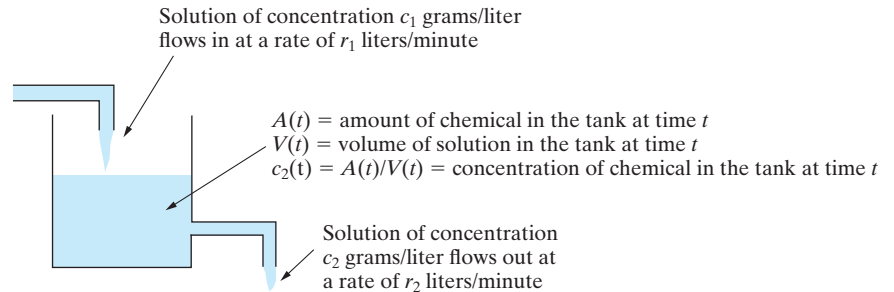 Solution of concentration c₁ grams/liter
flows in at a rate of r₁ liters/minute
A(t) = amount of chemical in the tank at time t
V(t) = volume of solution in the tank at time t
c₂(t) = A(t)/V(t) = concentration of chemical in the tank at time t
Solution of concentration
c₂ grams/liter flows out at
a rate of r₂ liters/minute